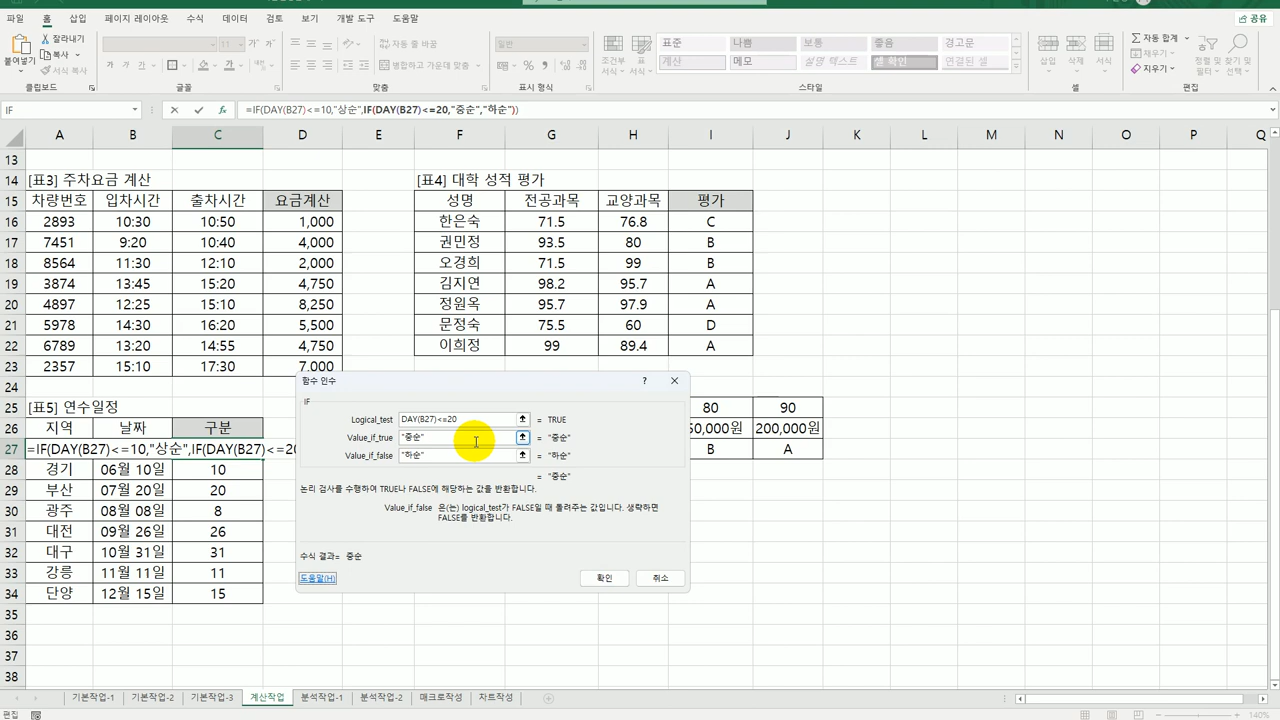 파일 홈 삽입 페이지 레이아웃 수식 데이터 검토 보기 개발 도구 도움말 공유
붙여넣기 잘라내기 복사 서식 복사
자동 줄 바꿈 병합하고 가운데 맞춤
일반
조건부 서식 표 서식
표준 나쁨 보통 좋음 경고문
계산 메모 설명 텍스트 셀 확인 연결된 셀
삽입 삭제 서식
자동 합계 채우기 지우기
정렬 및 필터 찾기 및 선택
클립보드 글꼴 맞춤 표시 형식 스타일 셀 편집
IF =IF(DAY(B27)<=10,"상순",IF(DAY(B27)<=20,"중순","하순"))
A B C D E F G H I J K L M N O P Q
13
14 [표3] 주차요금 계산 [표4] 대학 성적 평가
15 차량번호 입차시간 출차시간 요금계산 성명 전공과목 교양과목 평가
16 2893 10:30 10:50 1,000 한은숙 71.5 76.8 C
17 7451 9:20 10:40 4,000 권민정 93.5 80 B
18 8564 11:30 12:10 2,000 오경희 71.5 99 B
19 3874 13:45 15:20 4,750 김지연 98.2 95.7 A
20 4897 12:25 15:10 8,250 정원옥 95.7 97.9 A
21 5978 14:30 16:20 5,500 문정숙 75.5 60 D
22 6789 13:20 14:55 4,750 이희정 99 89.4 A
23 2357 15:10 17:30 7,000
24
25 [표5] 연수일정 80 90
26 지역 날짜 구분 50,000원 200,000원
27 =IF(DAY(B27)<=10,"상순",IF(DAY(B27)<=20 B A
28 경기 06월 10일 10
29 부산 07월 20일 20
30 광주 08월 08일 8
31 대전 09월 26일 26
32 대구 10월 31일 31
33 강릉 11월 11일 11
34 단양 12월 15일 15
35
36
37
38
함수 인수 ?
IF
Logical_test DAY(B27)<=20 = TRUE
Value_if_true "중순" = "중순"
Value_if_false "하순" = "하순"
= "중순"
논리 검사를 수행하여 TRUE나 FALSE에 해당하는 값을 반환합니다.
Value_if_false 은(는) logical_test가 FALSE일 때 돌려주는 값입니다. 생략하면
FALSE를 반환합니다.
수식 결과= 중순
도움말(H) 확인 취소
기본작업-1 기본작업-2 기본작업-3 계산작업 분석작업-1 분석작업-2 매크로작성 차트작성
편집 140%